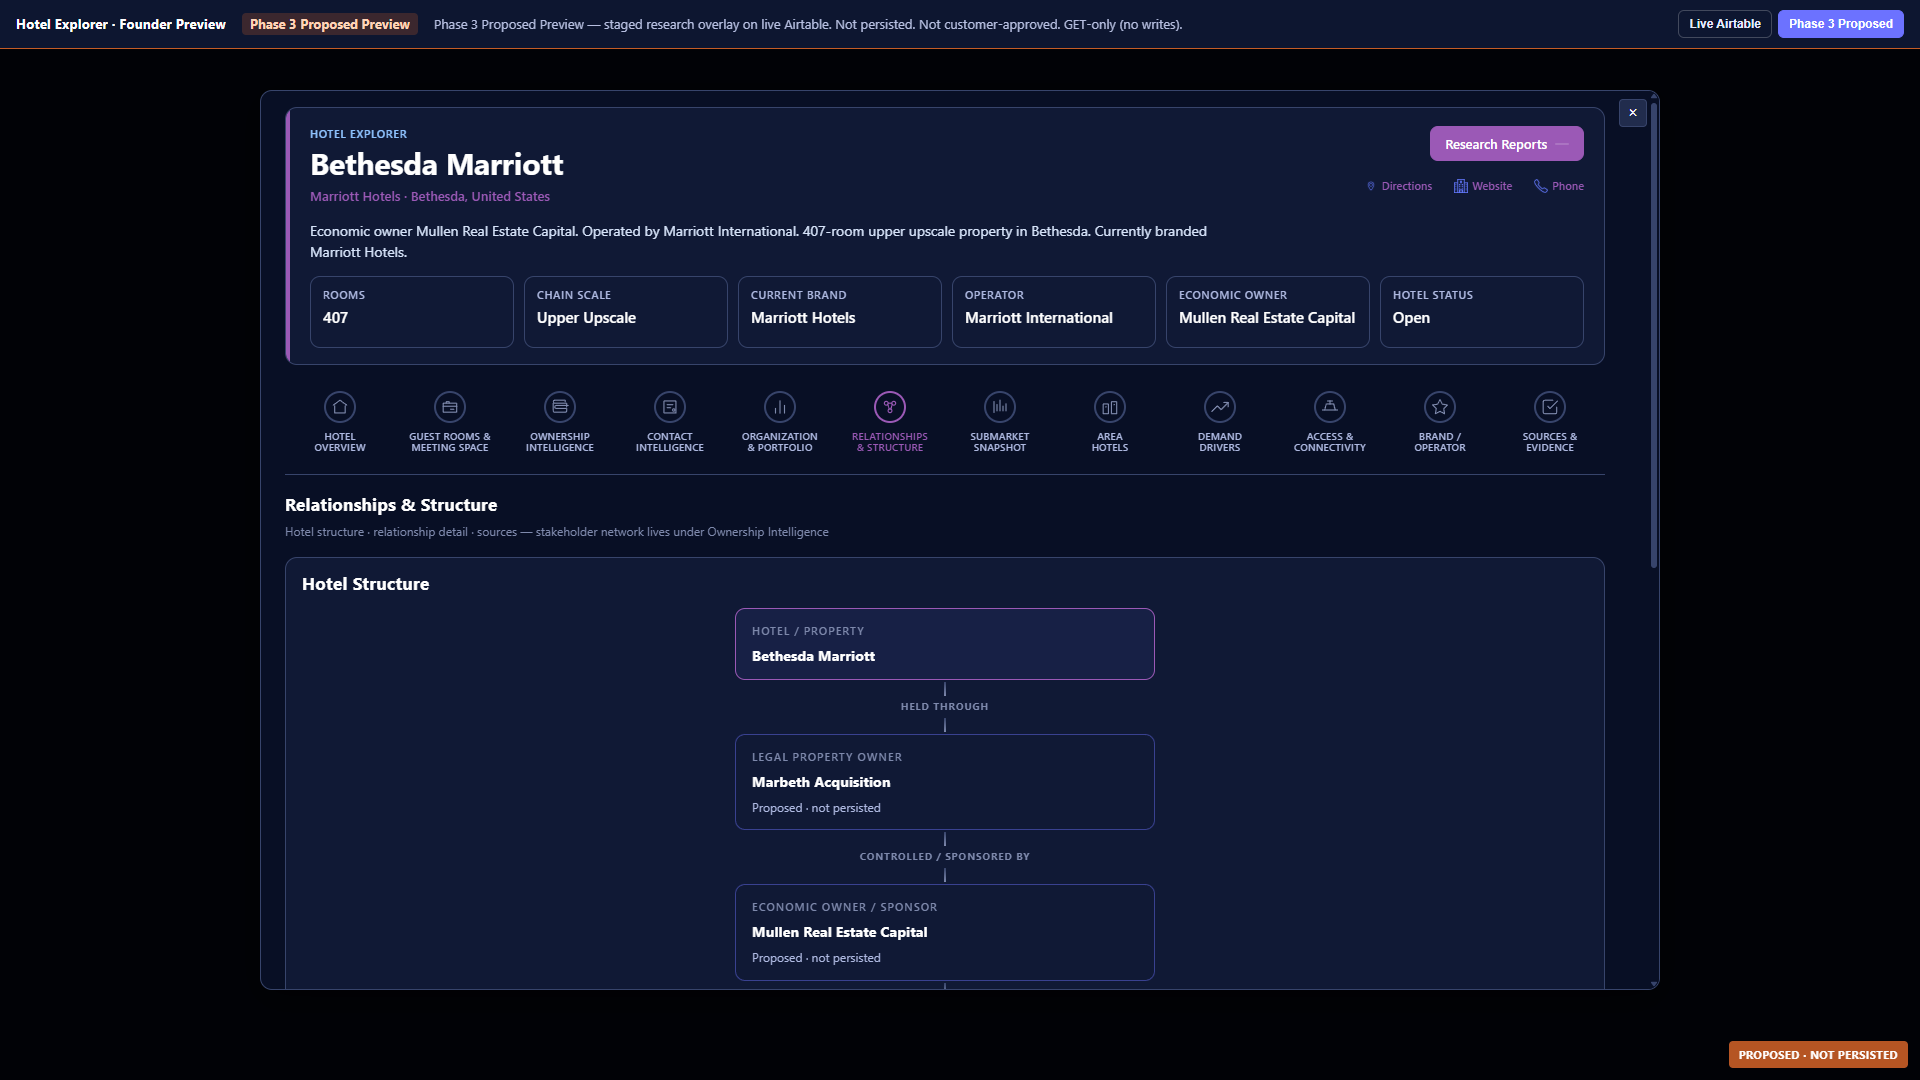 Hotel Explorer · Founder Preview
Phase 3 Proposed Preview
Phase 3 Proposed Preview — staged research overlay on live Airtable. Not persisted. Not customer-approved. GET-only (no writes).
Live Airtable
Phase 3 Proposed
×
HOTEL EXPLORER
Bethesda Marriott
Marriott Hotels · Bethesda, United States
Research Reports —
Directions
Website
Phone
Economic owner Mullen Real Estate Capital. Operated by Marriott International. 407-room upper upscale property in Bethesda. Currently branded
Marriott Hotels.
ROOMS
407
CHAIN SCALE
Upper Upscale
CURRENT BRAND
Marriott Hotels
OPERATOR
Marriott International
ECONOMIC OWNER
Mullen Real Estate Capital
HOTEL STATUS
Open
HOTEL
OVERVIEW
GUEST ROOMS &
MEETING SPACE
OWNERSHIP
INTELLIGENCE
CONTACT
INTELLIGENCE
ORGANIZATION
& PORTFOLIO
RELATIONSHIPS
& STRUCTURE
SUBMARKET
SNAPSHOT
AREA
HOTELS
DEMAND
DRIVERS
ACCESS &
CONNECTIVITY
BRAND /
OPERATOR
SOURCES &
EVIDENCE
Relationships & Structure
Hotel structure · relationship detail · sources — stakeholder network lives under Ownership Intelligence
Hotel Structure
HOTEL / PROPERTY
Bethesda Marriott
HELD THROUGH
LEGAL PROPERTY OWNER
Marbeth Acquisition
Proposed · not persisted
CONTROLLED / SPONSORED BY
ECONOMIC OWNER / SPONSOR
Mullen Real Estate Capital
Proposed · not persisted
PROPOSED · NOT PERSISTED